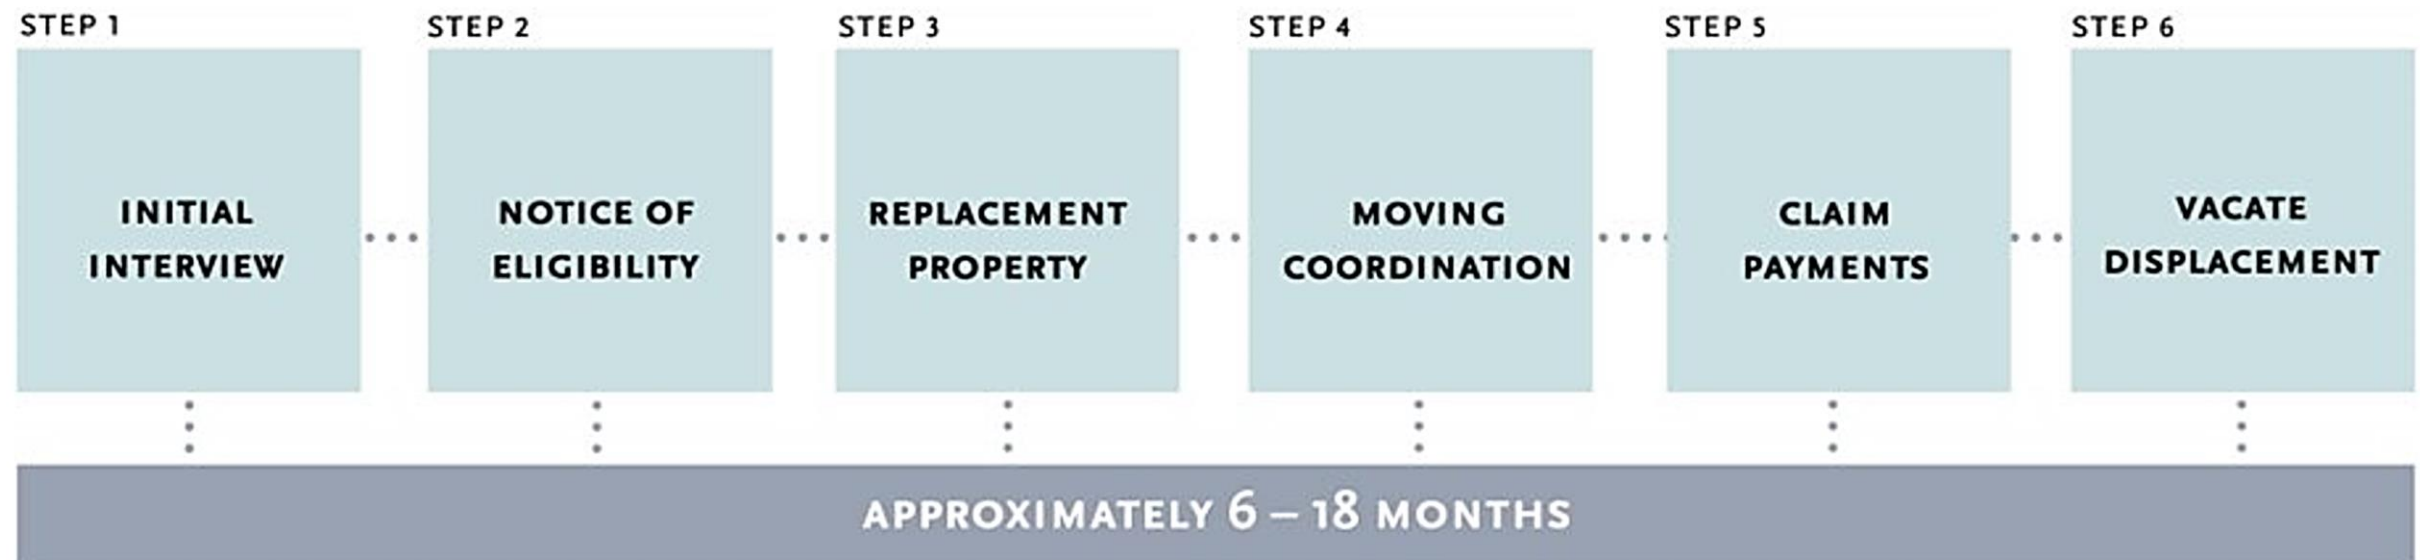 STEP 1
INITIAL
INTERVIEW
STEP 2
NOTICE OF
ELIGIBILITY
STEP 3
REPLACEMENT
PROPERTY
STEP 4
MOVING
COORDINATION
STEP 5
CLAIM
PAYMENTS
STEP 6
VACATE
DISPLACEMENT
APPROXIMATELY 6 – 18 MONTHS